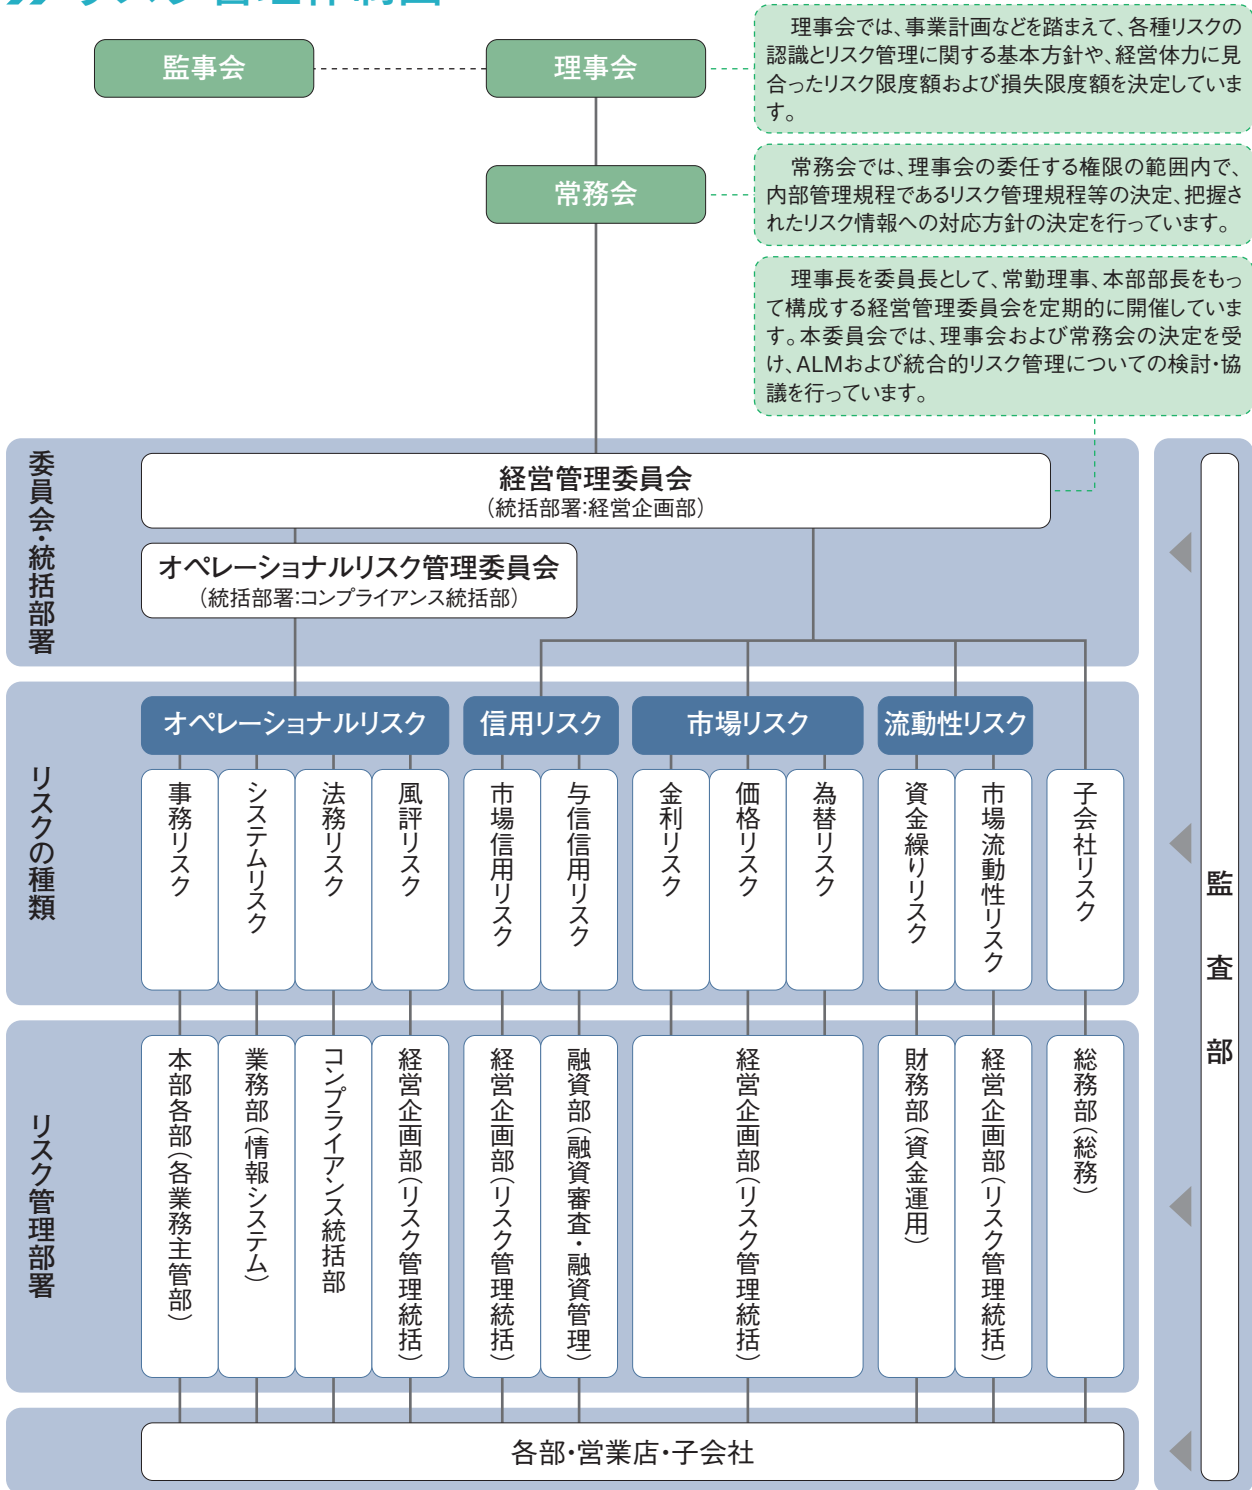 監事会
理事会
理事会では、事業計画などを踏まえて、各種リスクの
認識とリスク管理に関する基本方針や、経営体力に見
合ったリスク限度額および損失限度額を決定していま
す。
常務会
常務会では、理事会の委任する権限の範囲内で、
内部管理規程であるリスク管理規程等の決定、把握さ
れたリスク情報への対応方針の決定を行っています。
理事長を委員長として、常勤理事、本部部長をもっ
て構成する経営管理委員会を定期的に開催していま
す。本委員会では、理事会および常務会の決定を受
け、ALMおよび統合的リスク管理についての検討・協
議を行っています。
委員会・統括部署
経営管理委員会
(統括部署:経営企画部)
オペレーショナルリスク管理委員会
(統括部署:コンプライアンス統括部)
リスクの種類
オペレーショナルリスク
信用リスク
市場リスク
流動性リスク
事務リスク
システムリスク
法務リスク
風評リスク
市場信用リスク
与信信用リスク
金利リスク
価格リスク
為替リスク
資金繰りリスク
市場流動性リスク
子会社リスク
リスク管理部署
本部各部(各業務主管部)
業務部(情報システム)
コンプライアンス統括部
経営企画部(リスク管理統括)
経営企画部(リスク管理統括)
融資部(融資審査・融資管理)
経営企画部(リスク管理統括)
財務部(資金運用)
経営企画部(リスク管理統括)
総務部(総務)
各部・営業店・子会社
監査部